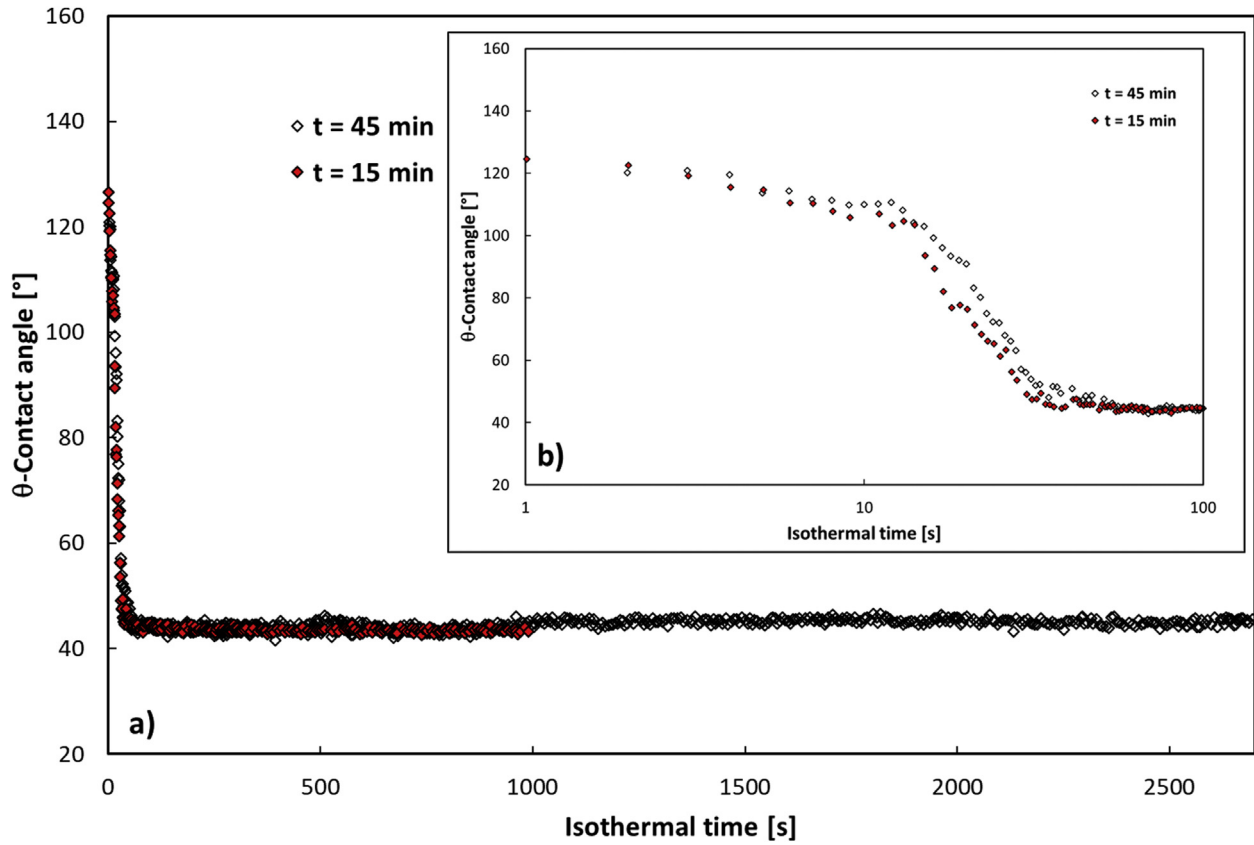 160
140
120
100
80
60
40
20
θ-Contact angle [°]
t = 45 min
t = 15 min
a)
0
500
1000
1500
2000
2500
Isothermal time [s]
160
140
120
100
80
60
40
20
θ-Contact angle [°]
t = 45 min
t = 15 min
b)
1
10
100
Isothermal time [s]